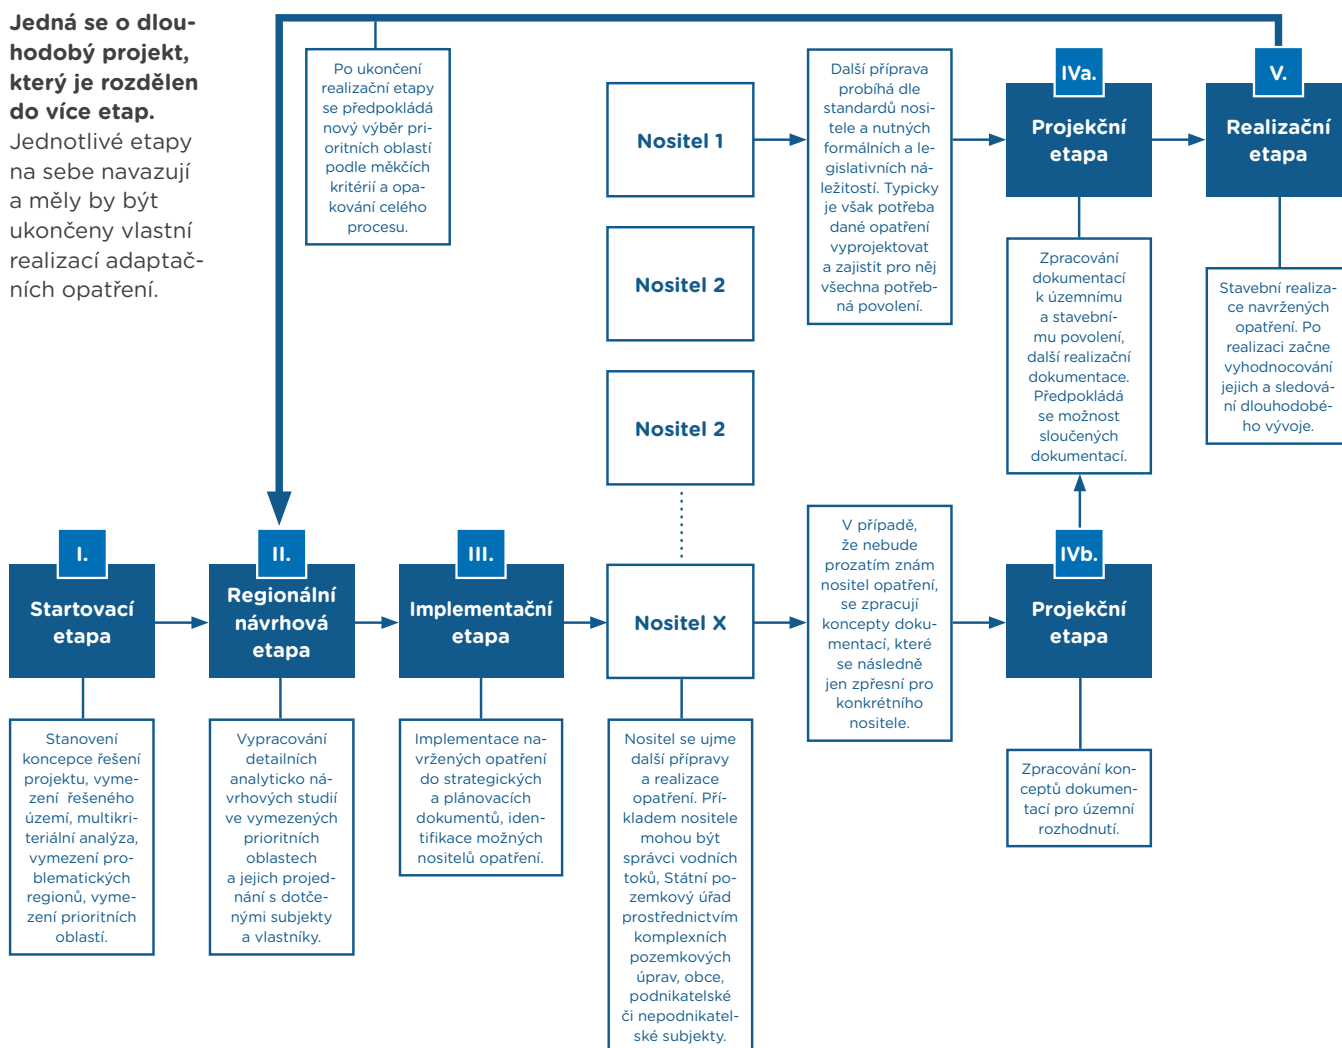 Jedná se o dlou-
hodobý projekt,
který je rozdělen
do více etap.
Jednotlivé etapy
na sebe navazují
a měly by být
ukončeny vlastní
realizací adaptač-
ních opatření.
Po ukončení
realizační etapy
se předpokládá
nový výběr pri-
oritních oblastí
podle měkčích
kritérií a opa-
kování celého
procesu.
Nositel 1
Nositel 2
Nositel 2
Další příprava
probíhá dle
standardů nosi-
tele a nutných
formálních a le-
gislativních ná-
ležitostí. Typicky
je však potřeba
dané opatření
vyprojektovat
a zajistit pro něj
všechna potřeb-
ná povolení.
IVa.
Projekční
etapa
Zpracování
dokumentací
k územnímu
a stavební-
mu povolení,
další realizační
dokumentace.
Předpokládá
se možnost
sloučených
dokumentací.
V.
Realizační
etapa
Stavební realiza-
ce navržených
opatření. Po
realizaci začne
vyhodnocování
jejich a sledová-
ní dlouhodobé-
ho vývoje.
I.
Startovací
etapa
Stanovení
koncepce řešení
projektu, vyme-
zení řešeného
území, multikri-
teriální analýza,
vymezení pro-
blematických
regionů, vyme-
zení prioritních
oblastí.
II.
Regionální
návrhová
etapa
Vypracování
detailních
analyticko ná-
vrhových studií
ve vymezených
prioritních
oblastech
a jejich projed-
nání s dotče-
nými subjekty
a vlastníky.
III.
Implementační
etapa
Implementace na-
vržených opatření
do strategických
a plánovacích
dokumentů, iden-
tifikace možných
nositelů opatření.
Nositel X
Nositel se ujme
další přípravy
a realizace
opatření. Pří-
kladem nositele
mohou být
správci vodních
toků, Státní po-
zemkový úřad
prostřednictvím
komplexních
pozemkových
úprav, obce,
podnikatelské
či nepodnikatel-
ské subjekty.
V případě,
že nebude
prozatím znám
nositel opatření,
se zpracují
koncepty doku-
mentací, které
se následně
jen zpřesní pro
konkrétního
nositele.
IVb.
Projekční
etapa
Zpracování kon-
ceptů dokumen-
tací pro územní
rozhodnutí.